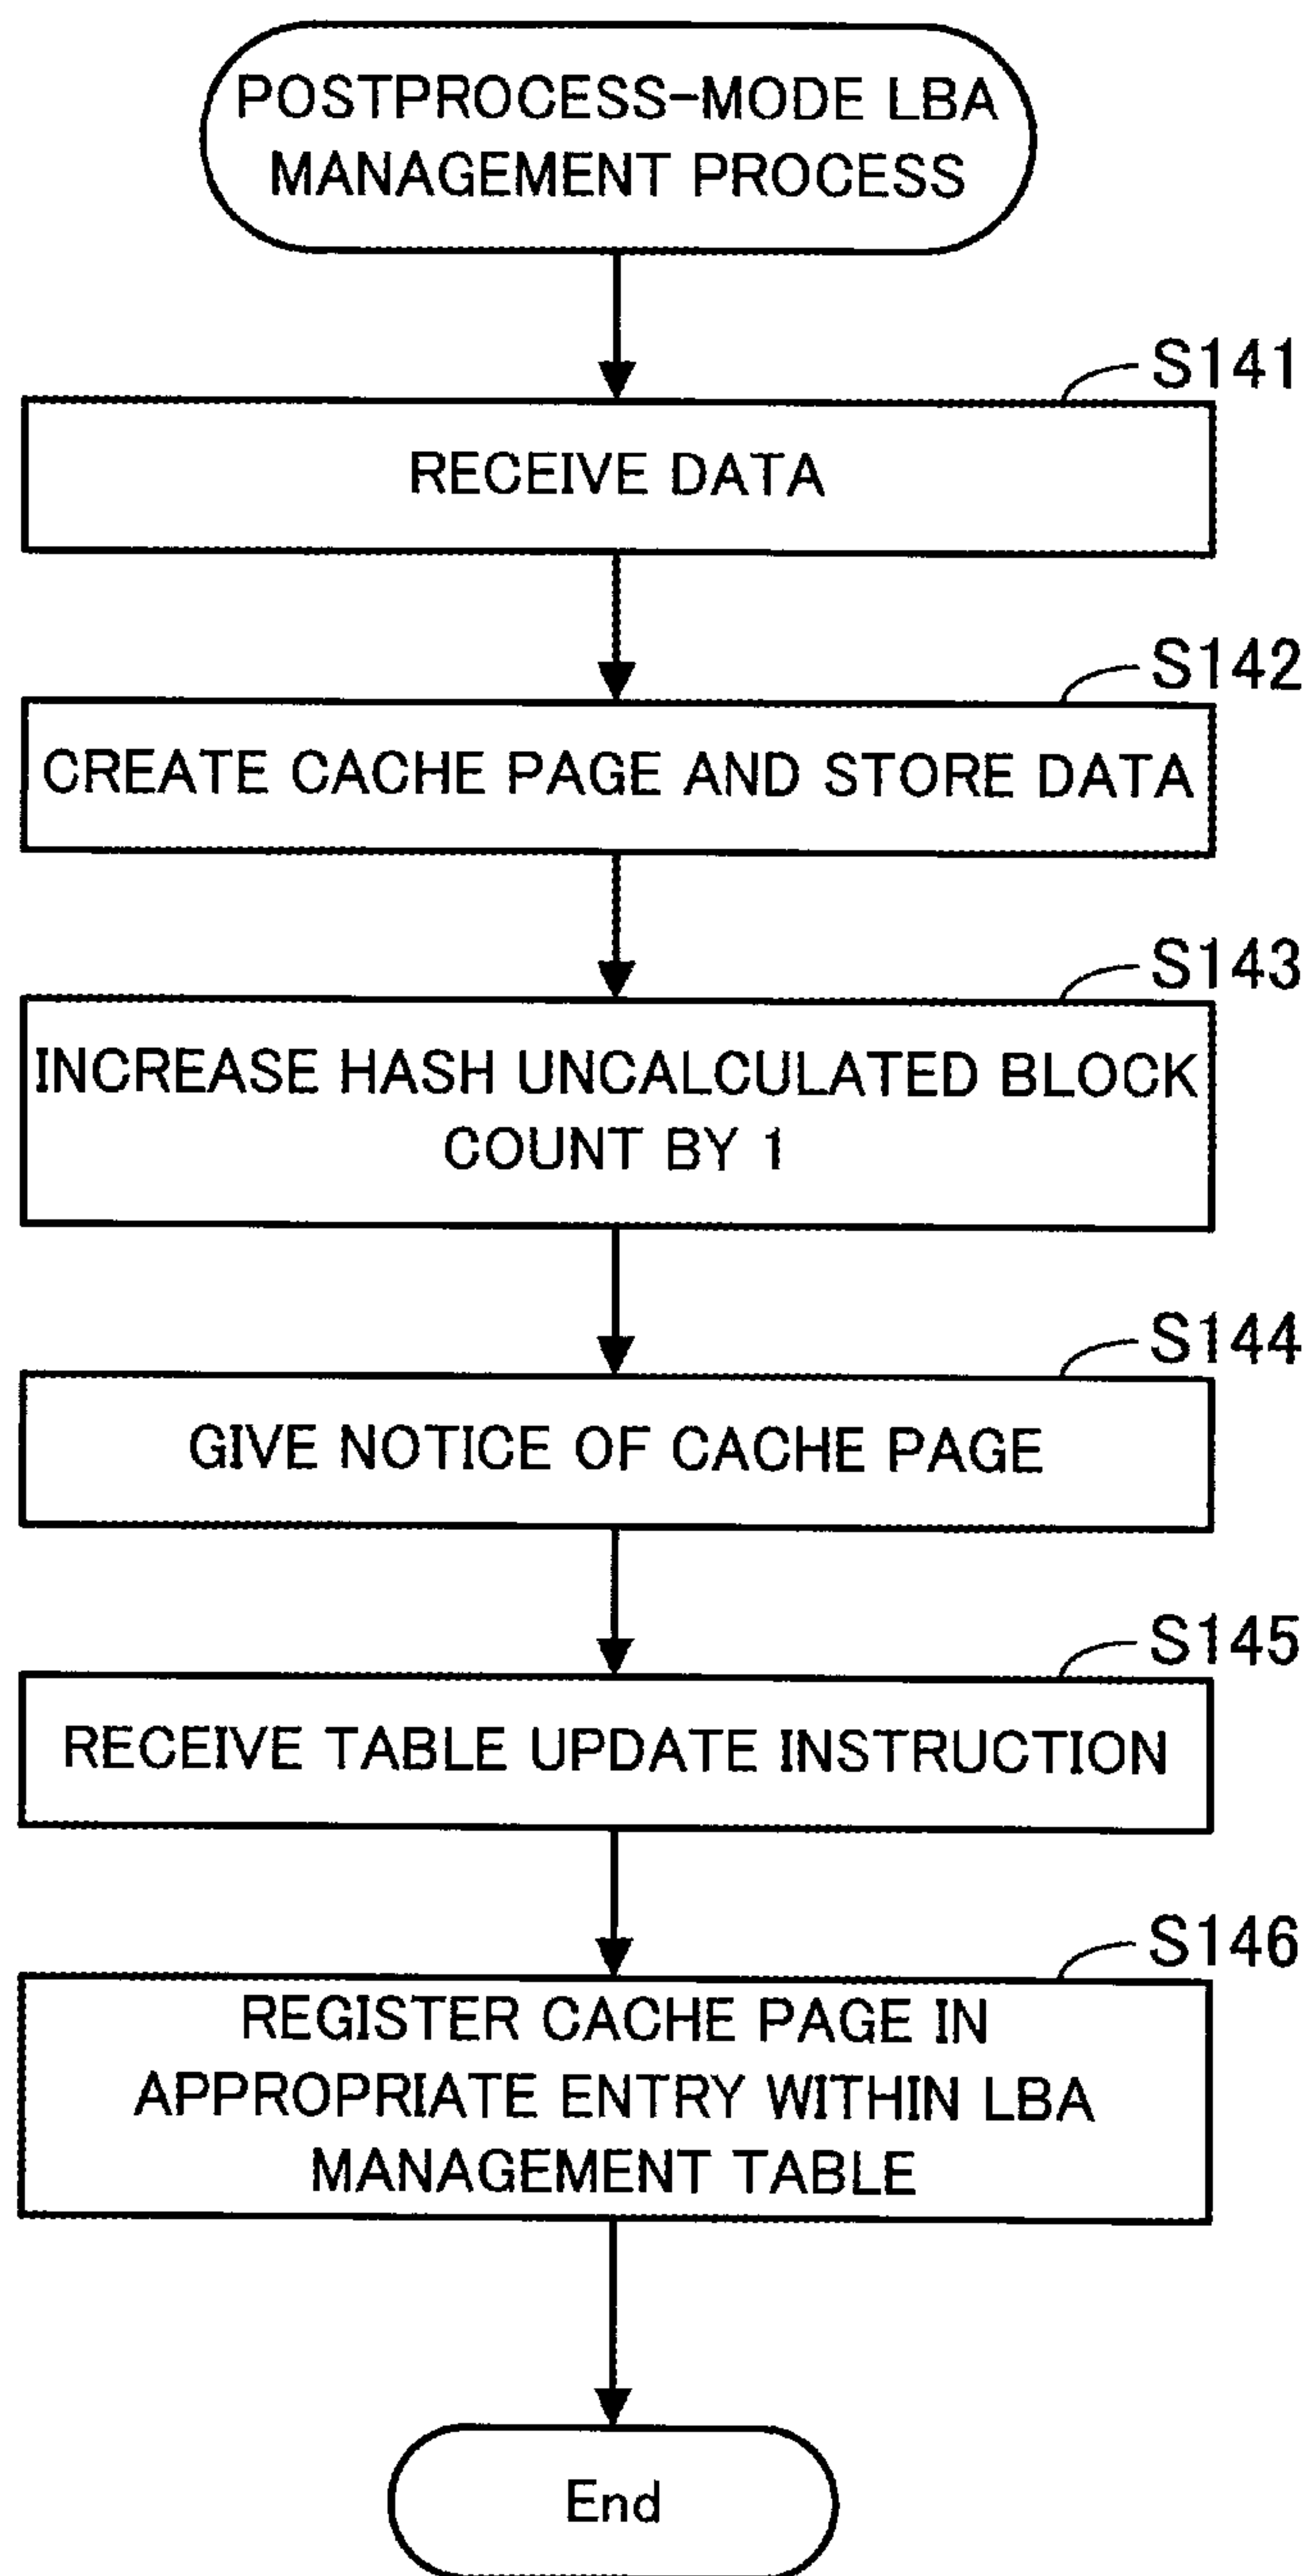 POSTPROCESS-MODE LBA
MANAGEMENT PROCESS
S141
RECEIVE DATA
S142
CREATE CACHE PAGE AND STORE DATA
S143
INCREASE HASH UNCALCULATED BLOCK
COUNT BY 1
S144
GIVE NOTICE OF CACHE PAGE
S145
RECEIVE TABLE UPDATE INSTRUCTION
S146
REGISTER CACHE PAGE IN
APPROPRIATE ENTRY WITHIN LBA
MANAGEMENT TABLE
End